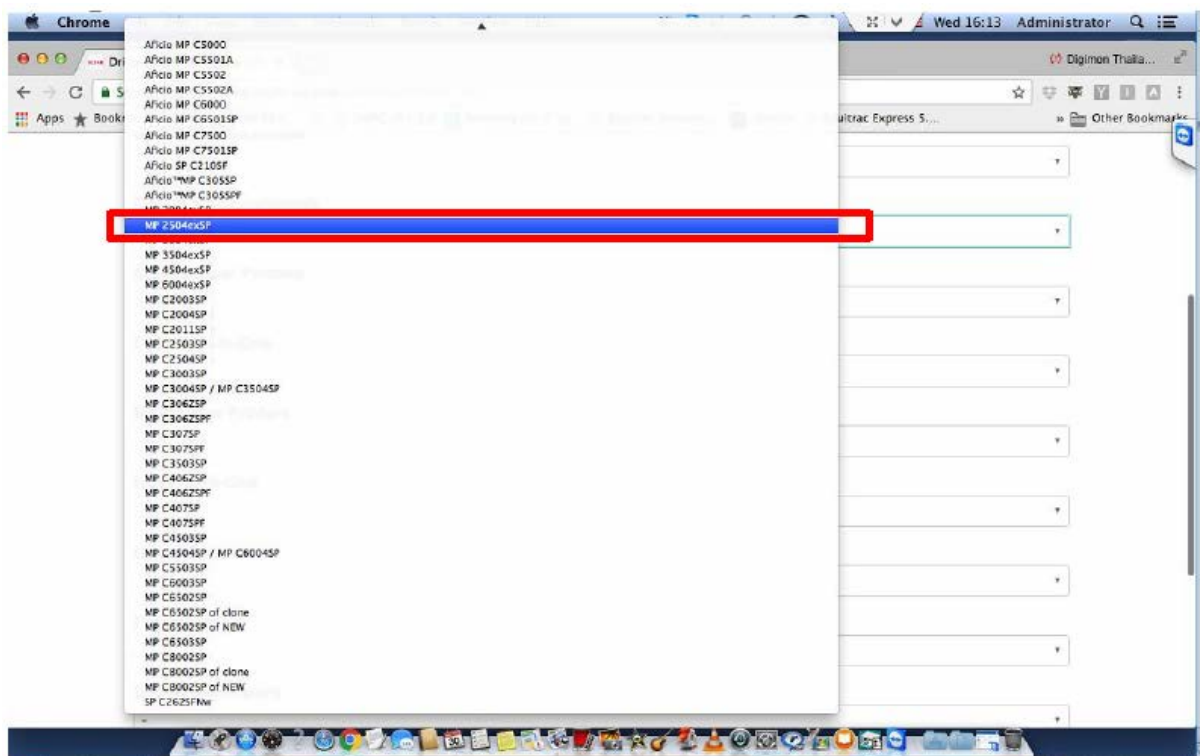 Chrome
Wed 16:13 Administrator
Dri
Digimon Thaila...
S
Apps Bookr
uitrac Express 5....
» Other Bookmarks
Aficio MP C5000
Aficio MP C5501A
Aficio MP C5502
Aficio MP C5502A
Aficio MP C6000
Aficio MP C6501SP
Aficio MP C7500
Aficio MP C7501SP
Aficio SP C210SF
Aficio™MP C305SP
Aficio™MP C305SPF
MP 2504exSP
MP 3504exSP
MP 4504exSP
MP 6004exSP
MP C2003SP
MP C2004SP
MP C2011SP
MP C2503SP
MP C2504SP
MP C3003SP
MP C3004SP / MP C3504SP
MP C306ZSP
MP C306ZSPF
MP C307SP
MP C307SPF
MP C3503SP
MP C406ZSP
MP C406ZSPF
MP C407SP
MP C407SPF
MP C4503SP
MP C4504SP / MP C6004SP
MP C5503SP
MP C6003SP
MP C6502SP
MP C6502SP of clone
MP C6502SP of NEW
MP C6503SP
MP C8002SP
MP C8002SP of clone
MP C8002SP of NEW
SP C262SFNw